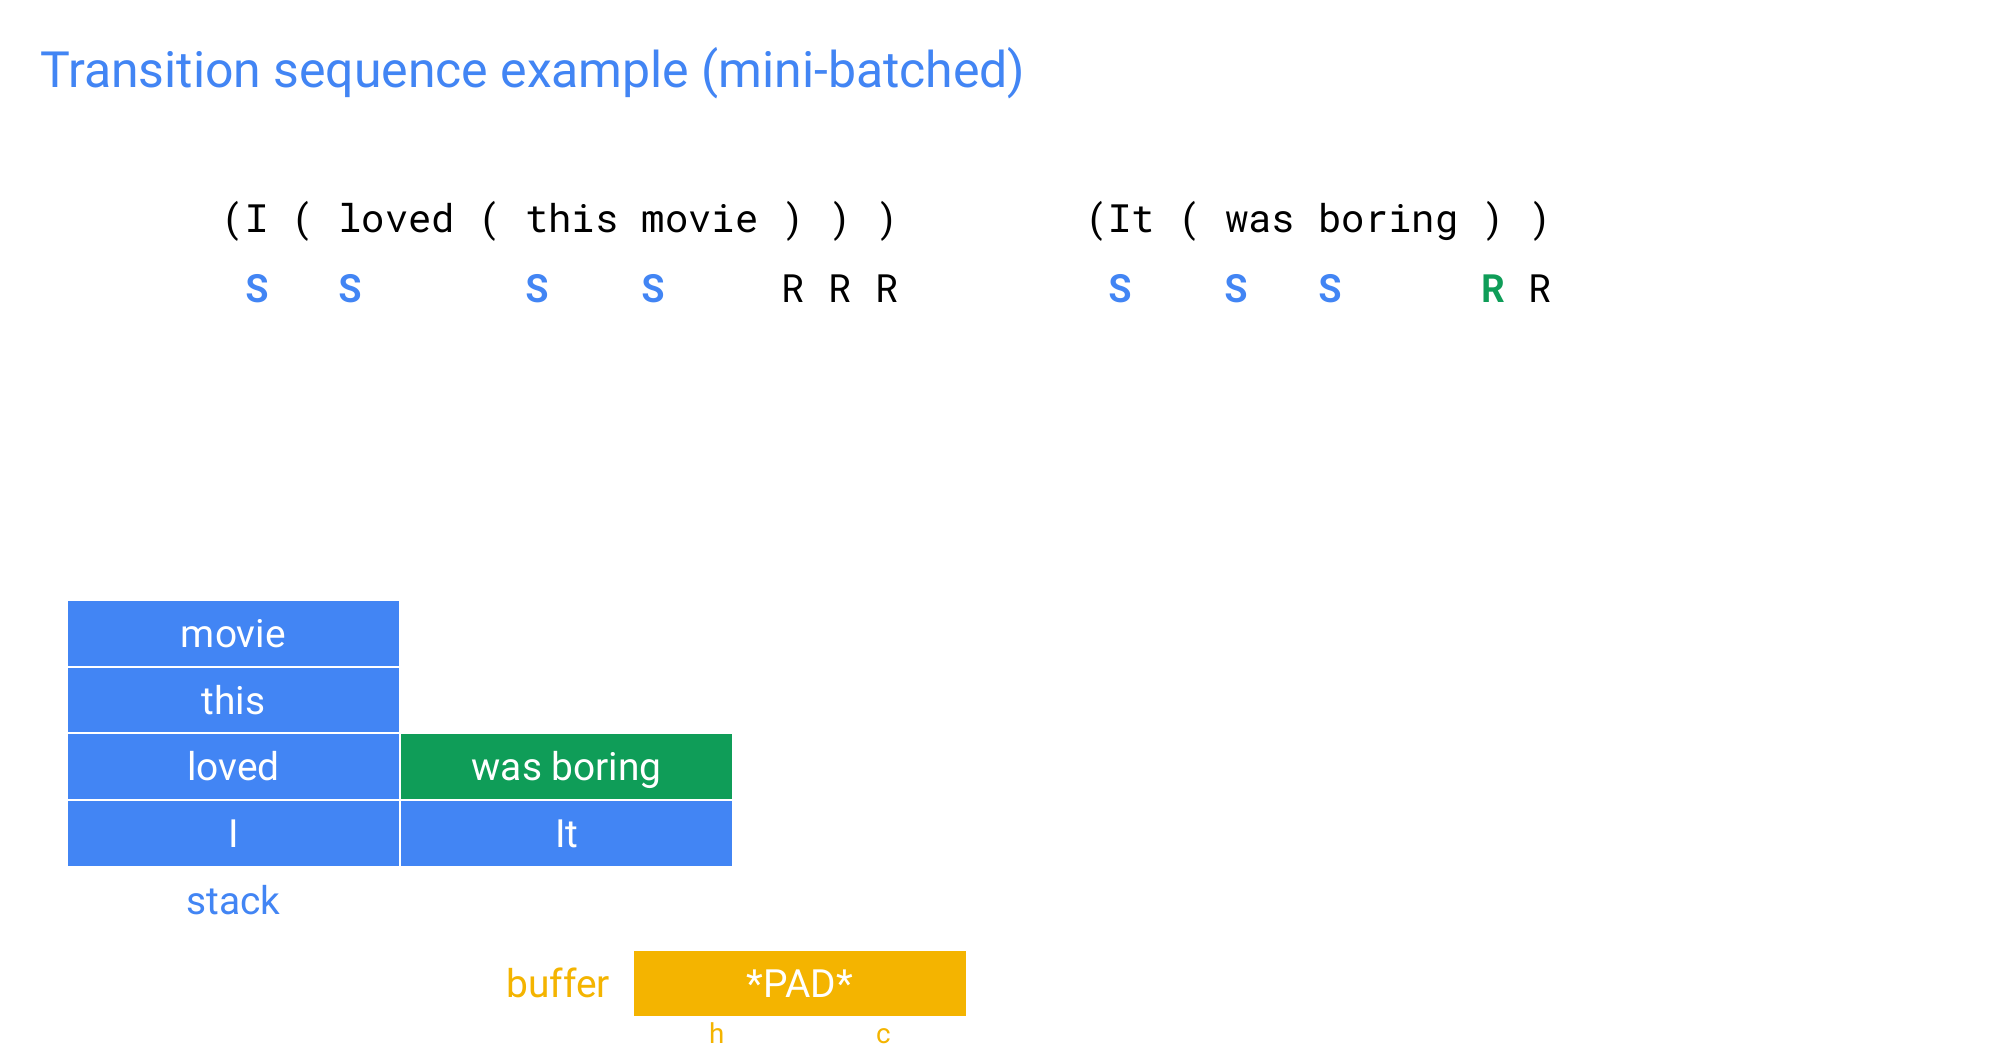 Transition sequence example (mini-batched)
(I ( loved ( this movie ) ) ) (It ( was boring ) )
S S S S R R R S S S R R
movie
this
loved was boring
I It
stack
buffer *PAD*
h c